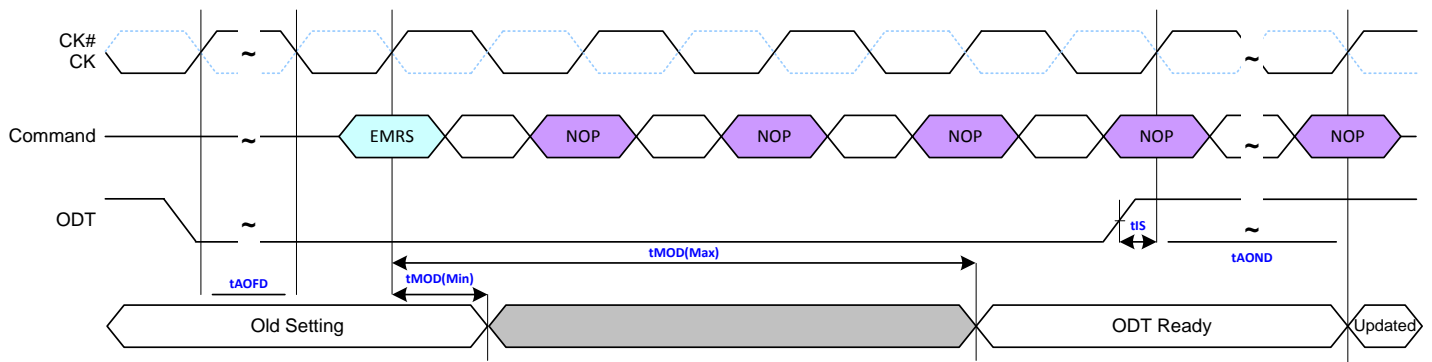 CK#
CK
~ ~
Command ~ EMRS NOP NOP NOP NOP ~ NOP
ODT ~ tIS ~
tMOD(Max) tAOND
tAOFD tMOD(Min)
Old Setting ODT Ready Updated